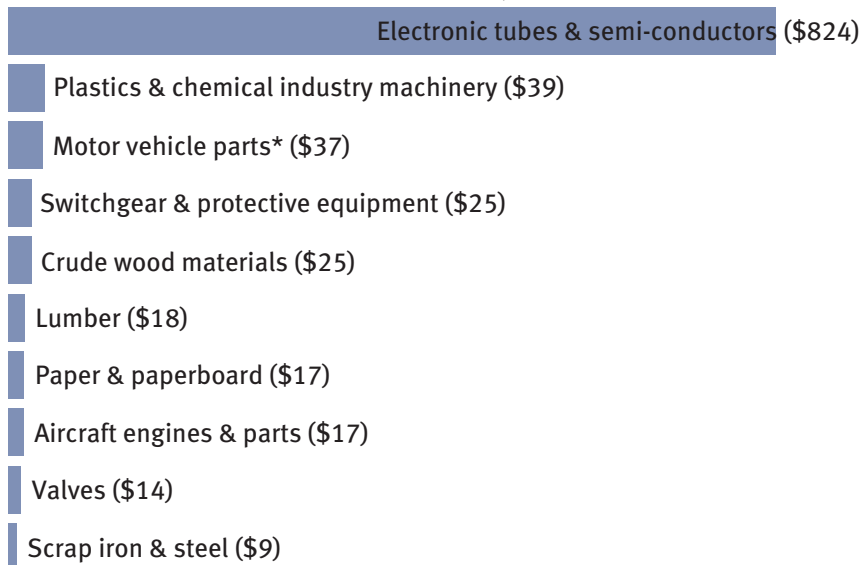 Electronic tubes & semi-conductors ($824)
Plastics & chemical industry machinery ($39)
Motor vehicle parts* ($37)
Switchgear & protective equipment ($25)
Crude wood materials ($25)
Lumber ($18)
Paper & paperboard ($17)
Aircraft engines & parts ($17)
Valves ($14)
Scrap iron & steel ($9)